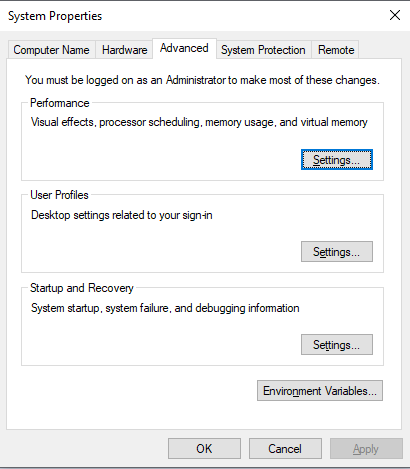 System Properties
Computer Name Hardware Advanced System Protection Remote
You must be logged on as an Administrator to make most of these changes.
Performance
Visual effects, processor scheduling, memory usage, and virtual memory
Settings...
User Profiles
Desktop settings related to your sign-in
Settings...
Startup and Recovery
System startup, system failure, and debugging information
Settings...
Environment Variables...
OK Cancel Apply